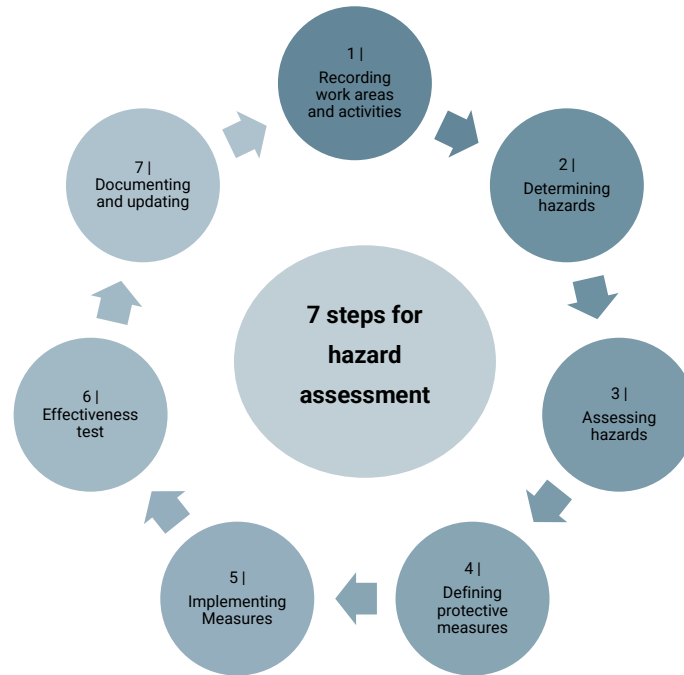 1 |
Recording
work areas
and activities
2 |
Determining
hazards
3 |
Assessing
hazards
4 |
Defining
protective
measures
5 |
Implementing
Measures
6 |
Effectiveness
test
7 |
Documenting
and updating
7 steps for
hazard
assessment